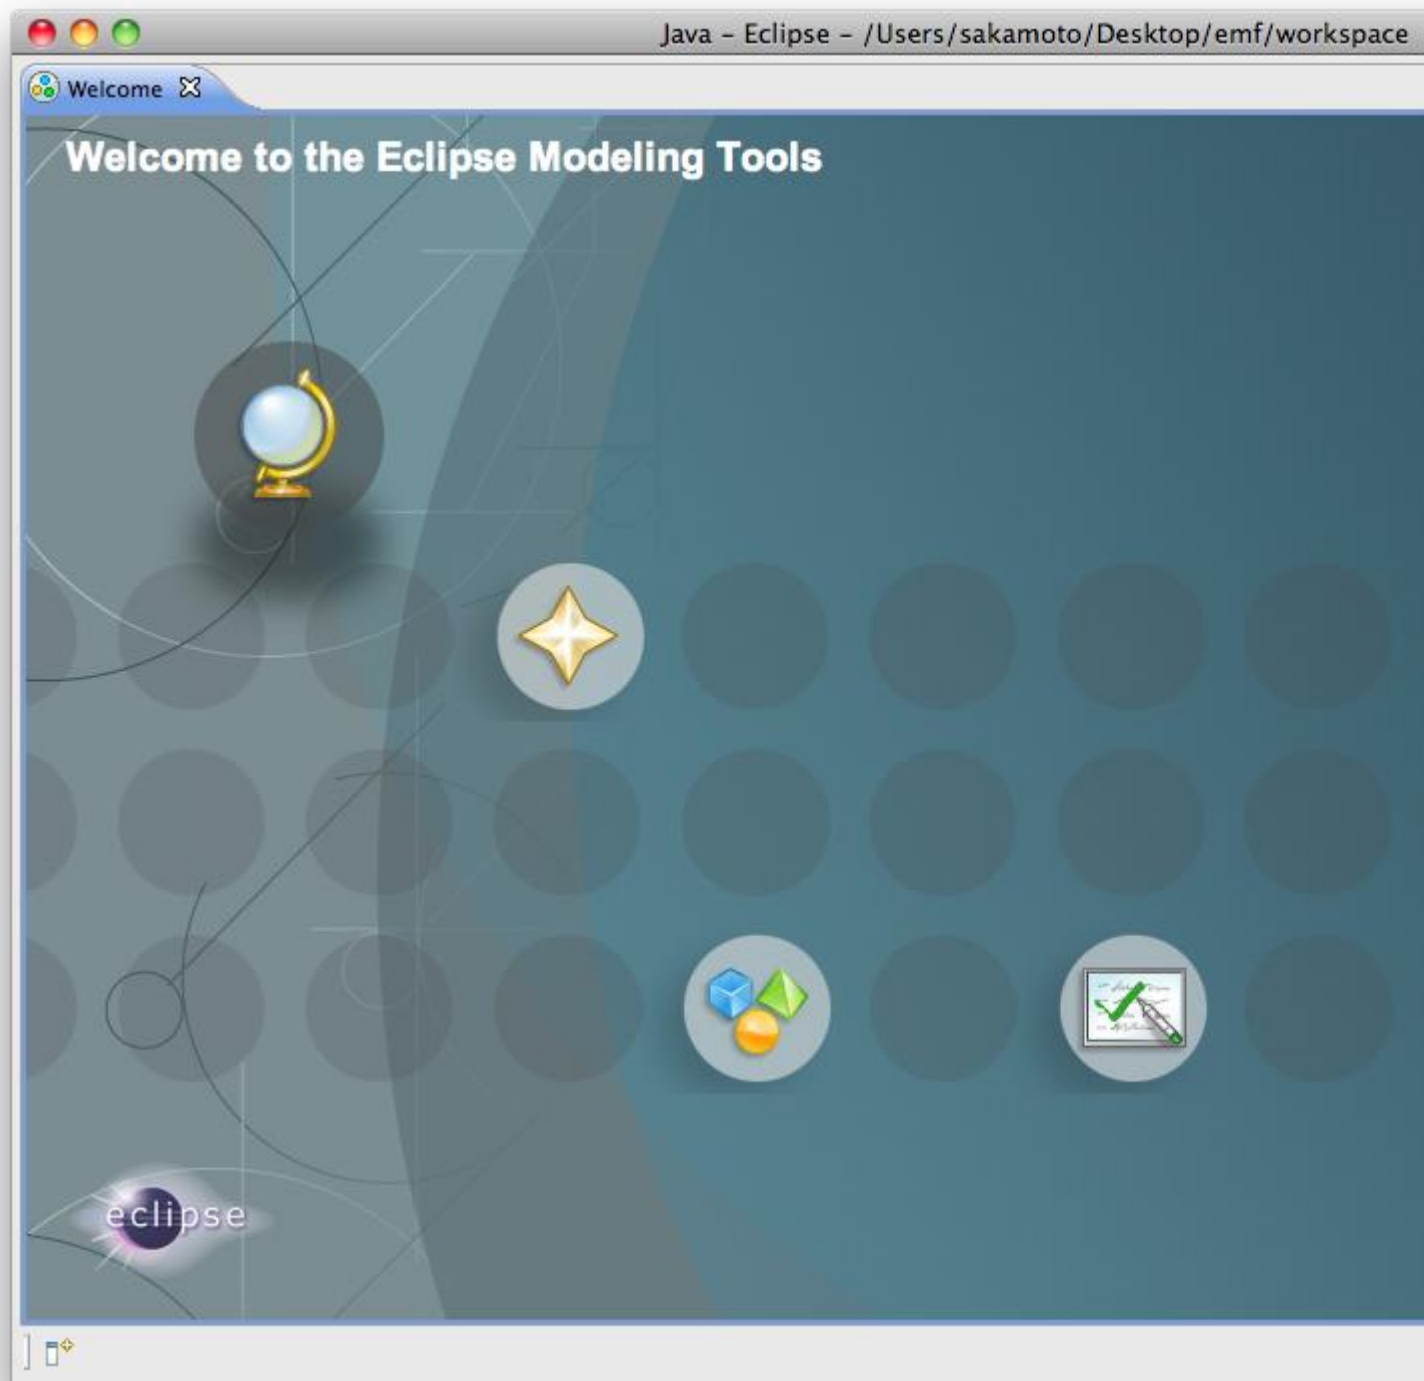 Java – Eclipse – /Users/sakamoto/Desktop/emf/workspace
Welcome
Welcome to the Eclipse Modeling Tools
eclipse